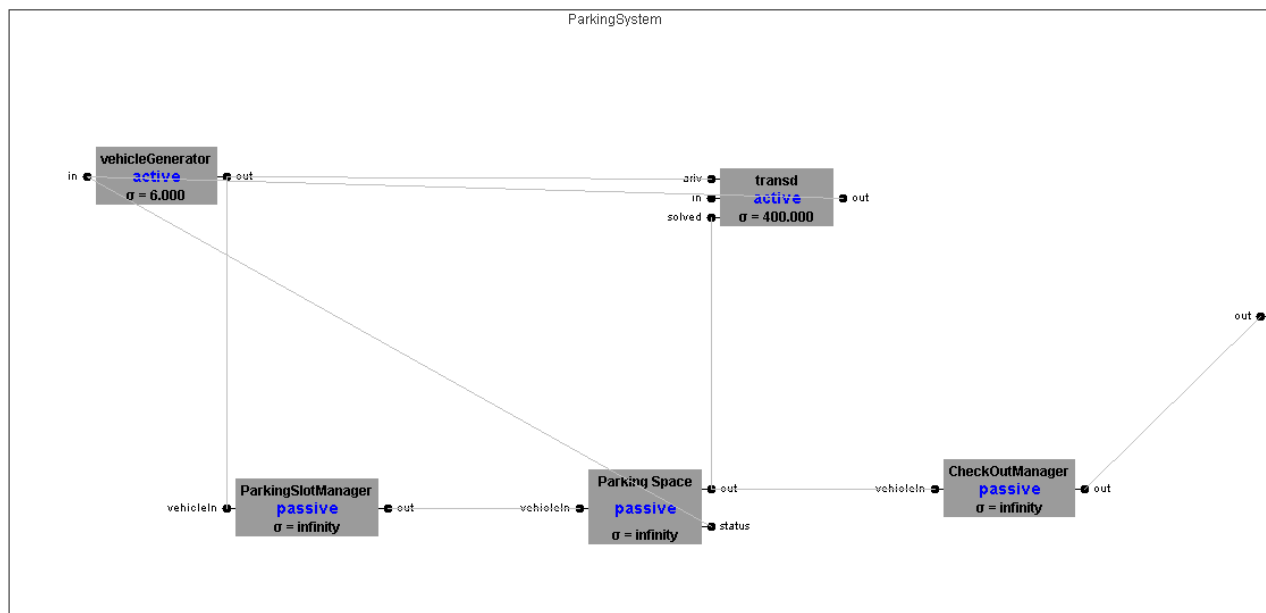 ParkingSystem
vehicleGenerator
in
active
out
σ = 6.000
ariv
transd
in
active
out
solved
σ = 400.000
out
ParkingSlotManager
vehicleIn
passive
out
σ = infinity
Parking Space
vehicleIn
passive
out
status
σ = infinity
CheckOutManager
vehicleIn
passive
out
σ = infinity